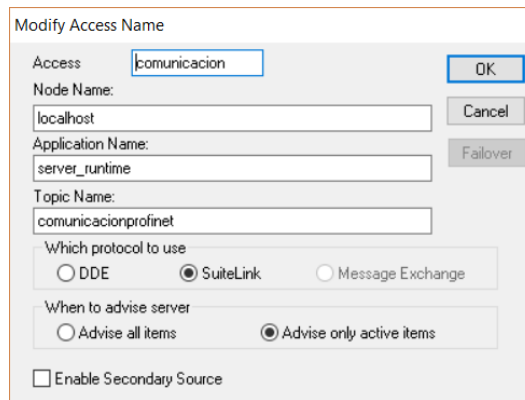 Modify Access Name
Access comunicacion
OK
Node Name:
localhost
Cancel
Application Name:
server_runtime
Failover
Topic Name:
comunicacionprofinet
Which protocol to use
DDE SuiteLink Message Exchange
When to advise server
Advise all items Advise only active items
Enable Secondary Source